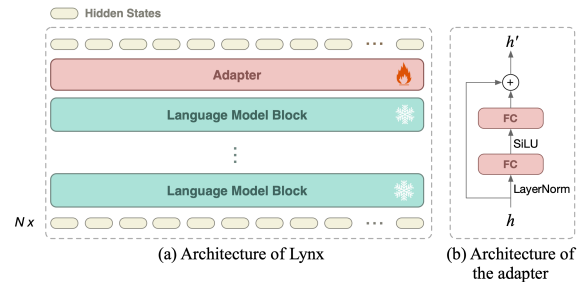 Hidden States
Adapter
Language Model Block
Language Model Block
N x
(a) Architecture of Lynx
h'
+
FC
SiLU
FC
LayerNorm
h
(b) Architecture of
the adapter